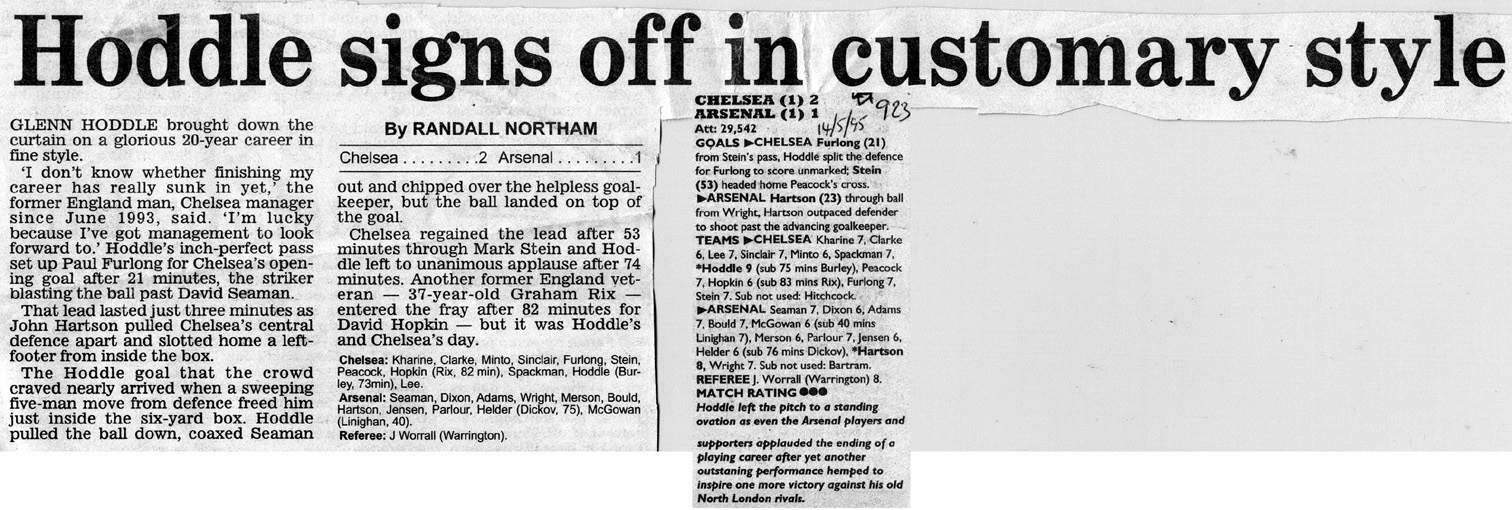 Hoddle signs off in customary style
GLENN HODDLE brought down the
curtain on a glorious 20-year career in
fine style.
'I don't know whether finishing my
career has really sunk in yet,' the
former England man, Chelsea manager
since June 1993, said. 'I'm lucky
because I've got management to look
forward to.' Hoddle's inch-perfect pass
set up Paul Furlong for Chelsea's open-
ing goal after 21 minutes, the striker
blasting the ball past David Seaman.
That lead lasted just three minutes as
John Hartson pulled Chelsea's central
defence apart and slotted home a left-
footer from inside the box.
The Hoddle goal that the crowd
craved nearly arrived when a sweeping
five-man move from defence freed him
just inside the six-yard box. Hoddle
pulled the ball down, coaxed Seaman
By RANDALL NORTHAM
Chelsea . . . . . . . . .2 Arsenal . . . . . . . . .1
out and chipped over the helpless goal-
keeper, but the ball landed on top of
the goal.
Chelsea regained the lead after 53
minutes through Mark Stein and Hod-
dle left to unanimous applause after 74
minutes. Another former England vet-
eran — 37-year-old Graham Rix —
entered the fray after 82 minutes for
David Hopkin — but it was Hoddle's
and Chelsea's day.
Chelsea: Kharine, Clarke, Minto, Sinclair, Furlong, Stein,
Peacock, Hopkin (Rix, 82 min), Spackman, Hoddle (Bur-
ley, 73min), Lee.
Arsenal: Seaman, Dixon, Adams, Wright, Merson, Bould,
Hartson, Jensen, Parlour, Helder (Dickov, 75), McGowan
(Linighan, 40).
Referee: J Worrall (Warrington).
CHELSEA (1) 2
ARSENAL (1) 1
923
14/5/95
Att: 29,542
GOALS ▶CHELSEA Furlong (21)
from Stein's pass, Hoddle split the defence
for Furlong to score unmarked; Stein
(53) headed home Peacock's cross.
▶ARSENAL Hartson (23) through ball
from Wright, Hartson outpaced defender
to shoot past the advancing goalkeeper.
TEAMS ▶CHELSEA Kharine 7, Clarke
6, Lee 7, Sinclair 7, Minto 6, Spackman 7,
*Hoddle 9 (sub 75 mins Burley), Peacock
7, Hopkin 6 (sub 83 mins Rix), Furlong 7,
Stein 7. Sub not used: Hitchcock.
▶ARSENAL Seaman 7, Dixon 6, Adams
7, Bould 7, McGowan 6 (sub 40 mins
Linighan 7), Merson 6, Parlour 7, Jensen 6,
Helder 6 (sub 76 mins Dickov), *Hartson
8, Wright 7. Sub not used: Bartram.
REFEREE J. Worrall (Warrington) 8.
MATCH RATING ●●●
Hoddle left the pitch to a standing
ovation as even the Arsenal players and
supporters applauded the ending of a
playing career after yet another
outstaning performance hemped to
inspire one more victory against his old
North London rivals.